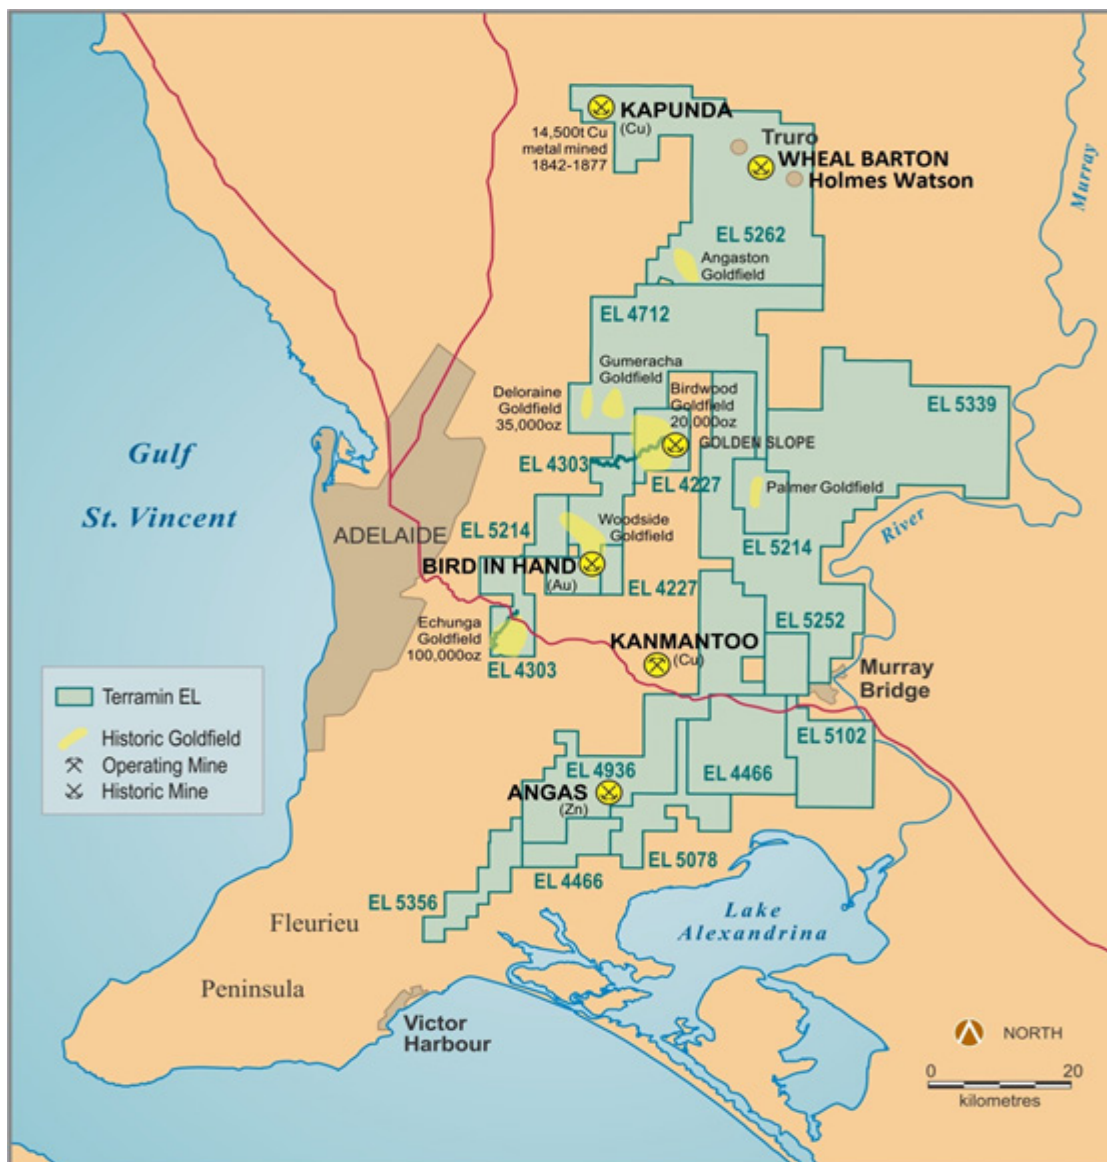 KAPUNDA
(Cu)
14,500t Cu
metal mined
1842-1877
Truro
WHEAL BARTON
Holmes Watson
Murray
EL 5262
Angaston
Goldfield
EL 4712
Gumeracha
Goldfield
Deloraine
Goldfield
35,000oz
Birdwood
Goldfield
20,000oz
EL 5339
GOLDEN SLOPE
EL 4303
EL 4227
Palmer Goldfield
Gulf
St. Vincent
River
ADELAIDE
EL 5214
Woodside
Goldfield
EL 5214
BIRD IN HAND
(Au)
EL 4227
Echunga
Goldfield
100,000oz
EL 4303
EL 5252
KANMANTOO
(Cu)
Murray
Bridge
Terramin EL
Historic Goldfield
Operating Mine
Historic Mine
EL 5102
EL 4936
EL 4466
ANGAS
(Zn)
EL 5078
EL 4466
EL 5356
Fleurieu
Peninsula
Lake
Alexandrina
Victor
Harbour
NORTH
0 20
kilometres